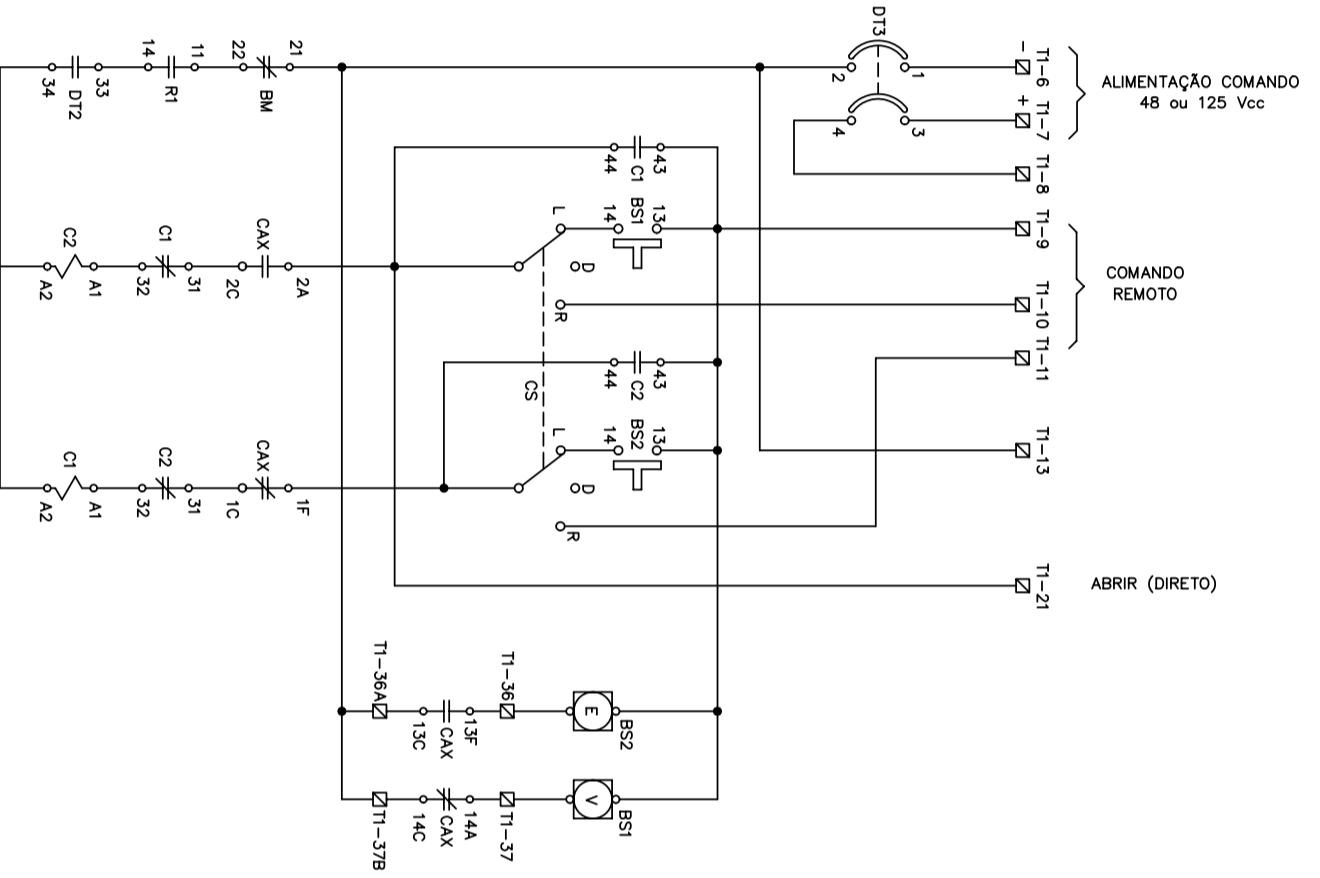 DT3
-
T1-6
+
T1-7
T1-8
T1-9
T1-10
T1-11
T1-13
T1-21
ALIMENTAÇÃO COMANDO
48 ou 125 Vcc
COMANDO
REMOTO
ABRIR (DIRETO)
1
2
3
4
14
11
22
21
R1
BM
34
DT2
33
44
C1
43
BS1
14
13
L
D
R
C2
A2
A1
C1
32
31
CAX
2C
2A
CS
44
C2
43
BS2
14
13
L
D
R
C1
A2
A1
C2
32
31
CAX
1C
1F
T1-36A
13C
CAX
13F
T1-36
E
BS2
T1-37B
14C
CAX
14A
T1-37
V
BS1